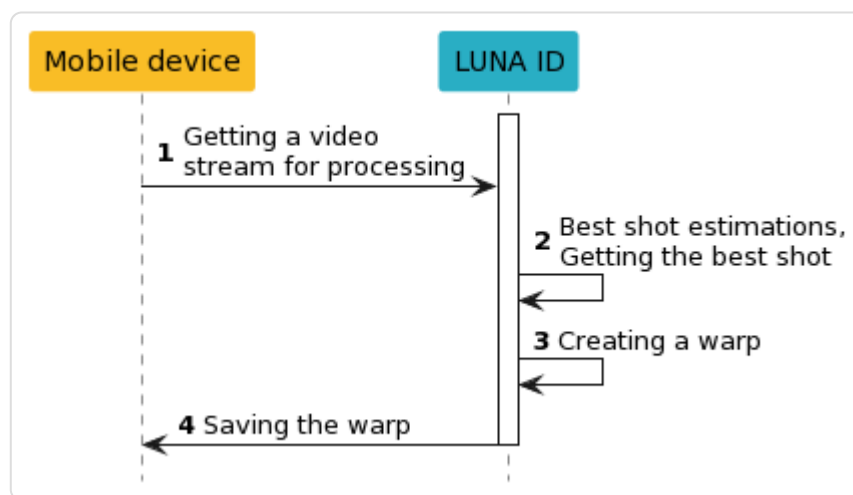 Mobile device
LUNA ID
1 Getting a video
stream for processing
2 Best shot estimations,
Getting the best shot
3 Creating a warp
4 Saving the warp